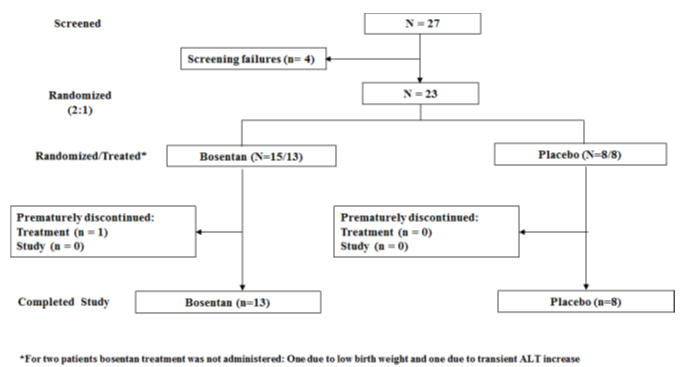 Screened
N = 27
Screening failures (n= 4)
Randomized
(2:1)
N = 23
Randomized/Treated*
Bosentan (N=15/13)
Placebo (N=8/8)
Prematurely discontinued:
Treatment (n = 1)
Study (n = 0)
Prematurely discontinued:
Treatment (n = 0)
Study (n = 0)
Completed Study
Bosentan (n=13)
Placebo (n=8)
*For two patients bosentan treatment was not administered: One due to low birth weight and one due to transient ALT increase